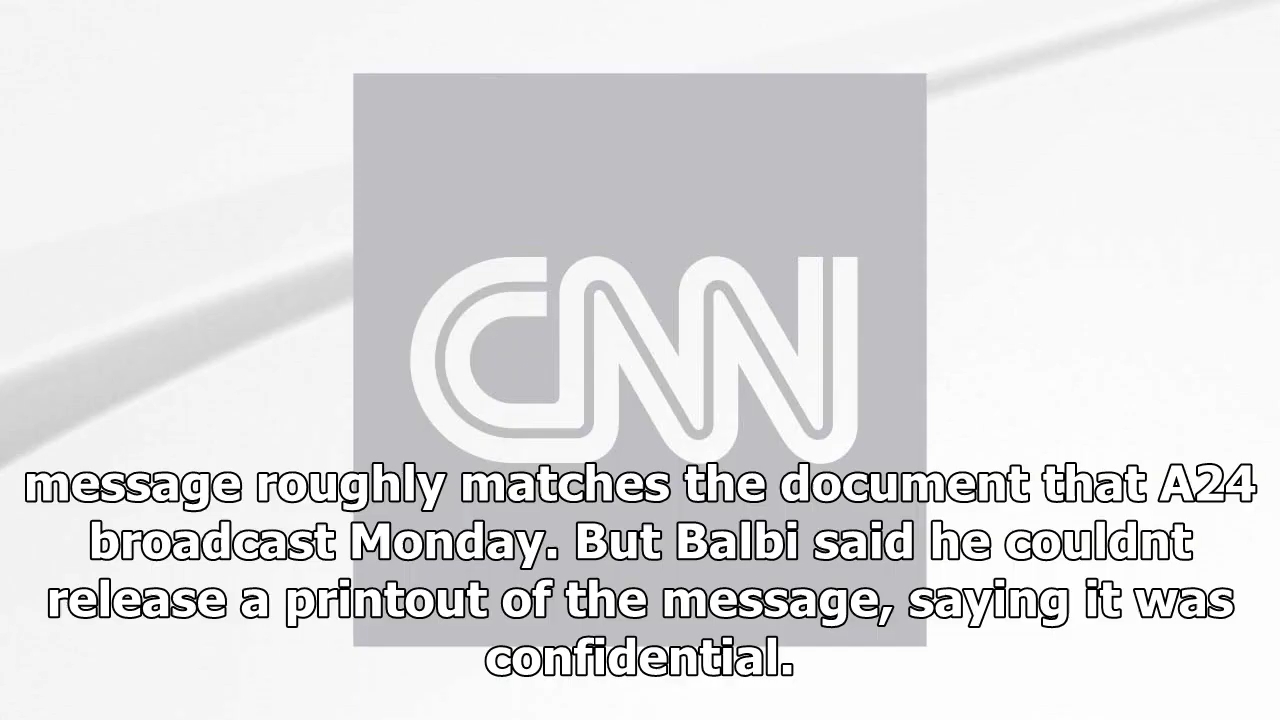 CNN
message roughly matches the document that A24
broadcast Monday. But Balbi said he couldnt
release a printout of the message, saying it was
confidential.